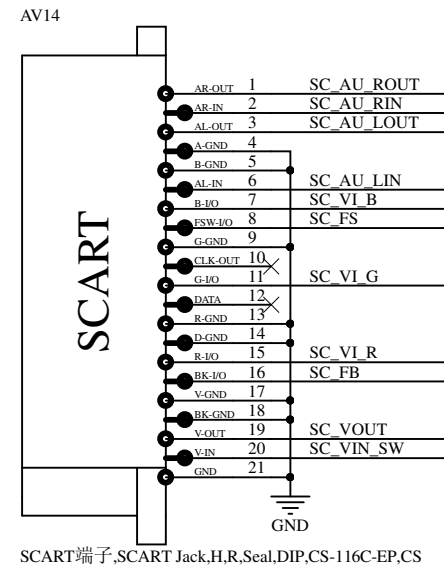 AV14
AR-OUT 1 SC_AU_ROUT
AR-IN 2 SC_AU_RIN
AL-OUT 3 SC_AU_LOUT
A-GND 4
B-GND 5
AL-IN 6 SC_AU_LIN
B-I/O 7 SC_VI_B
FSW-I/O 8 SC_FS
G-GND 9
CLK-OUT 10
G-I/O 11 SC_VI_G
DATA 12
R-GND 13
D-GND 14
R-I/O 15 SC_VI_R
BK-I/O 16 SC_FB
V-GND 17
BK-GND 18
V-OUT 19 SC_VOUT
V-IN 20 SC_VIN_SW
GND 21
SCART
GND
SCART端子,SCART Jack,H,R,Seal,DIP,CS-116C-EP,CS